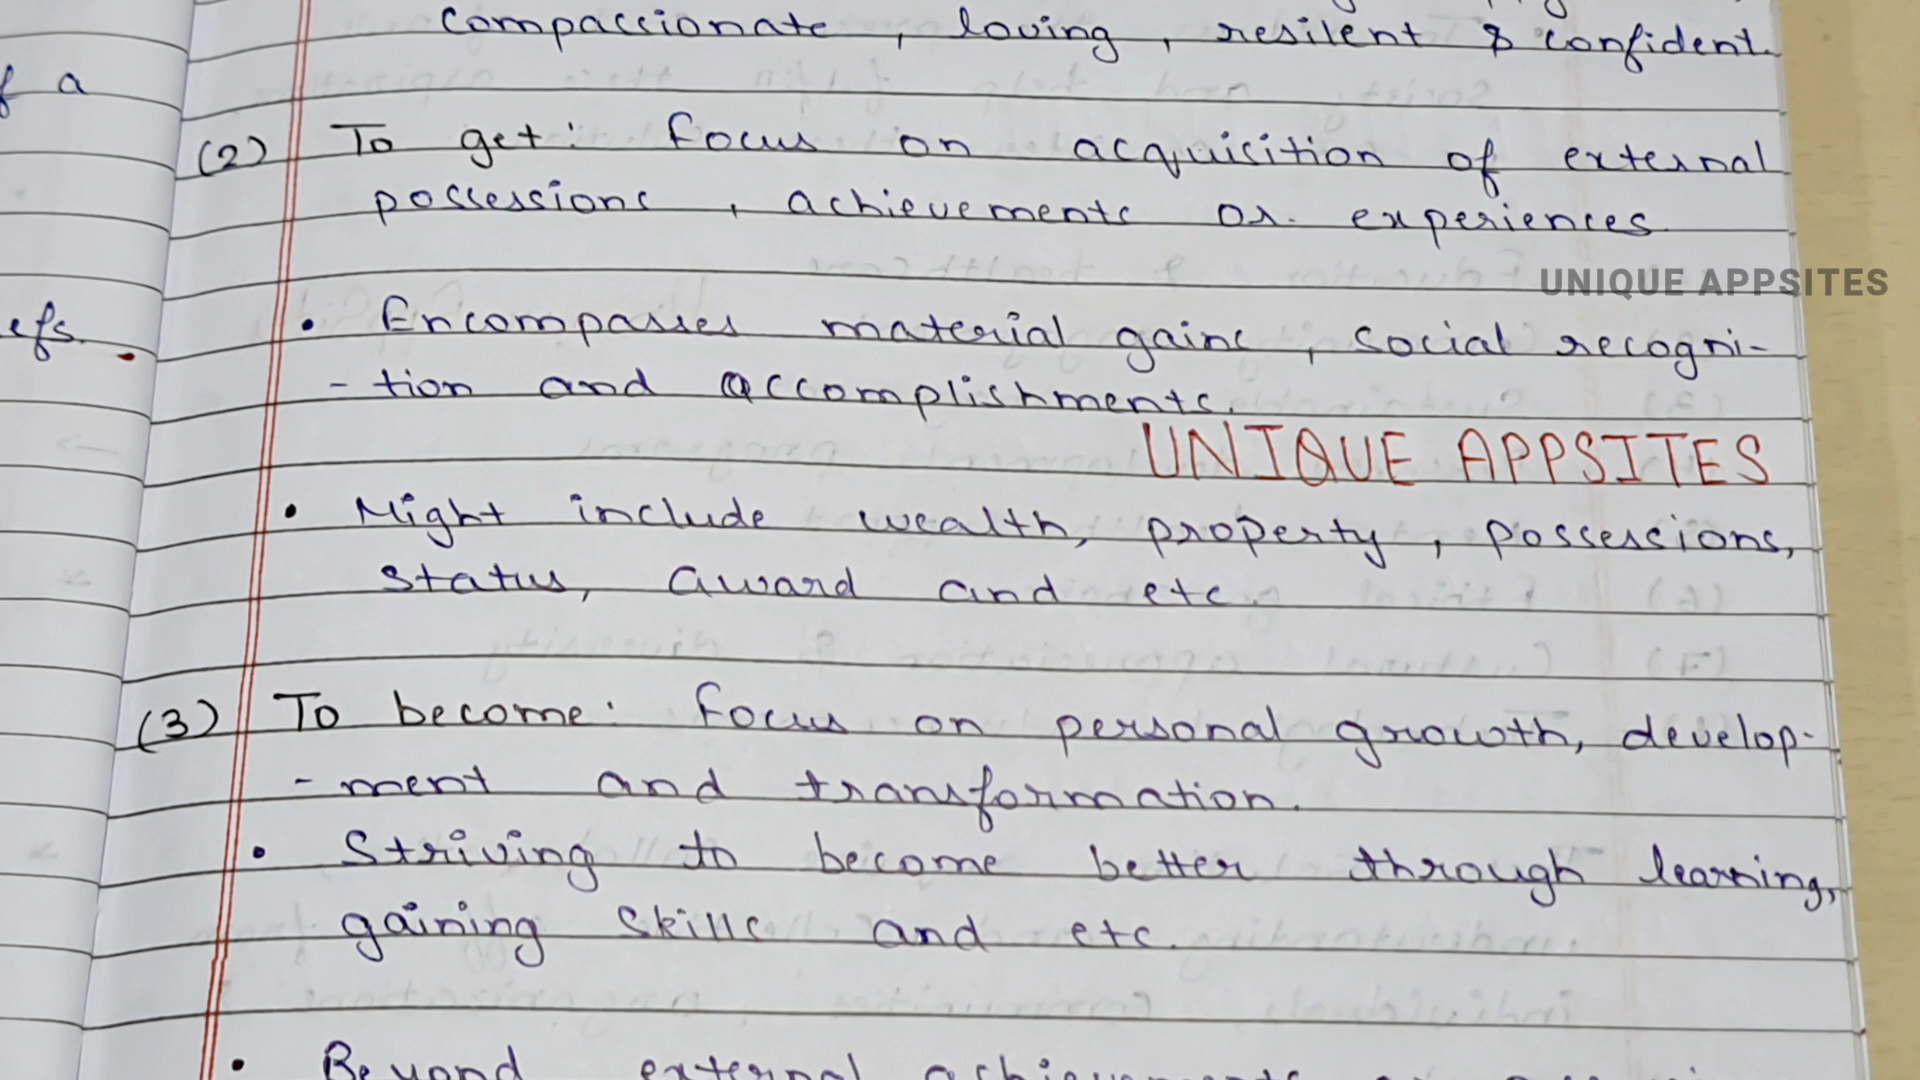 f a
efs.
compassionate, loving, resilent & confident.
(2) To get: Focus on acquisition of external
possessions, achievements or experiences
UNIQUE APPSITES
• Encompasses material gains, social recogni-
- tion and accomplishments.
UNIQUE APPSITES
• Might include wealth, property, possessions,
status, award and etc.
(3) To become: Focus on personal growth, develop-
- ment and transformation.
• Striving to become better through learning,
gaining skills and etc.
• Beyond external achievements or